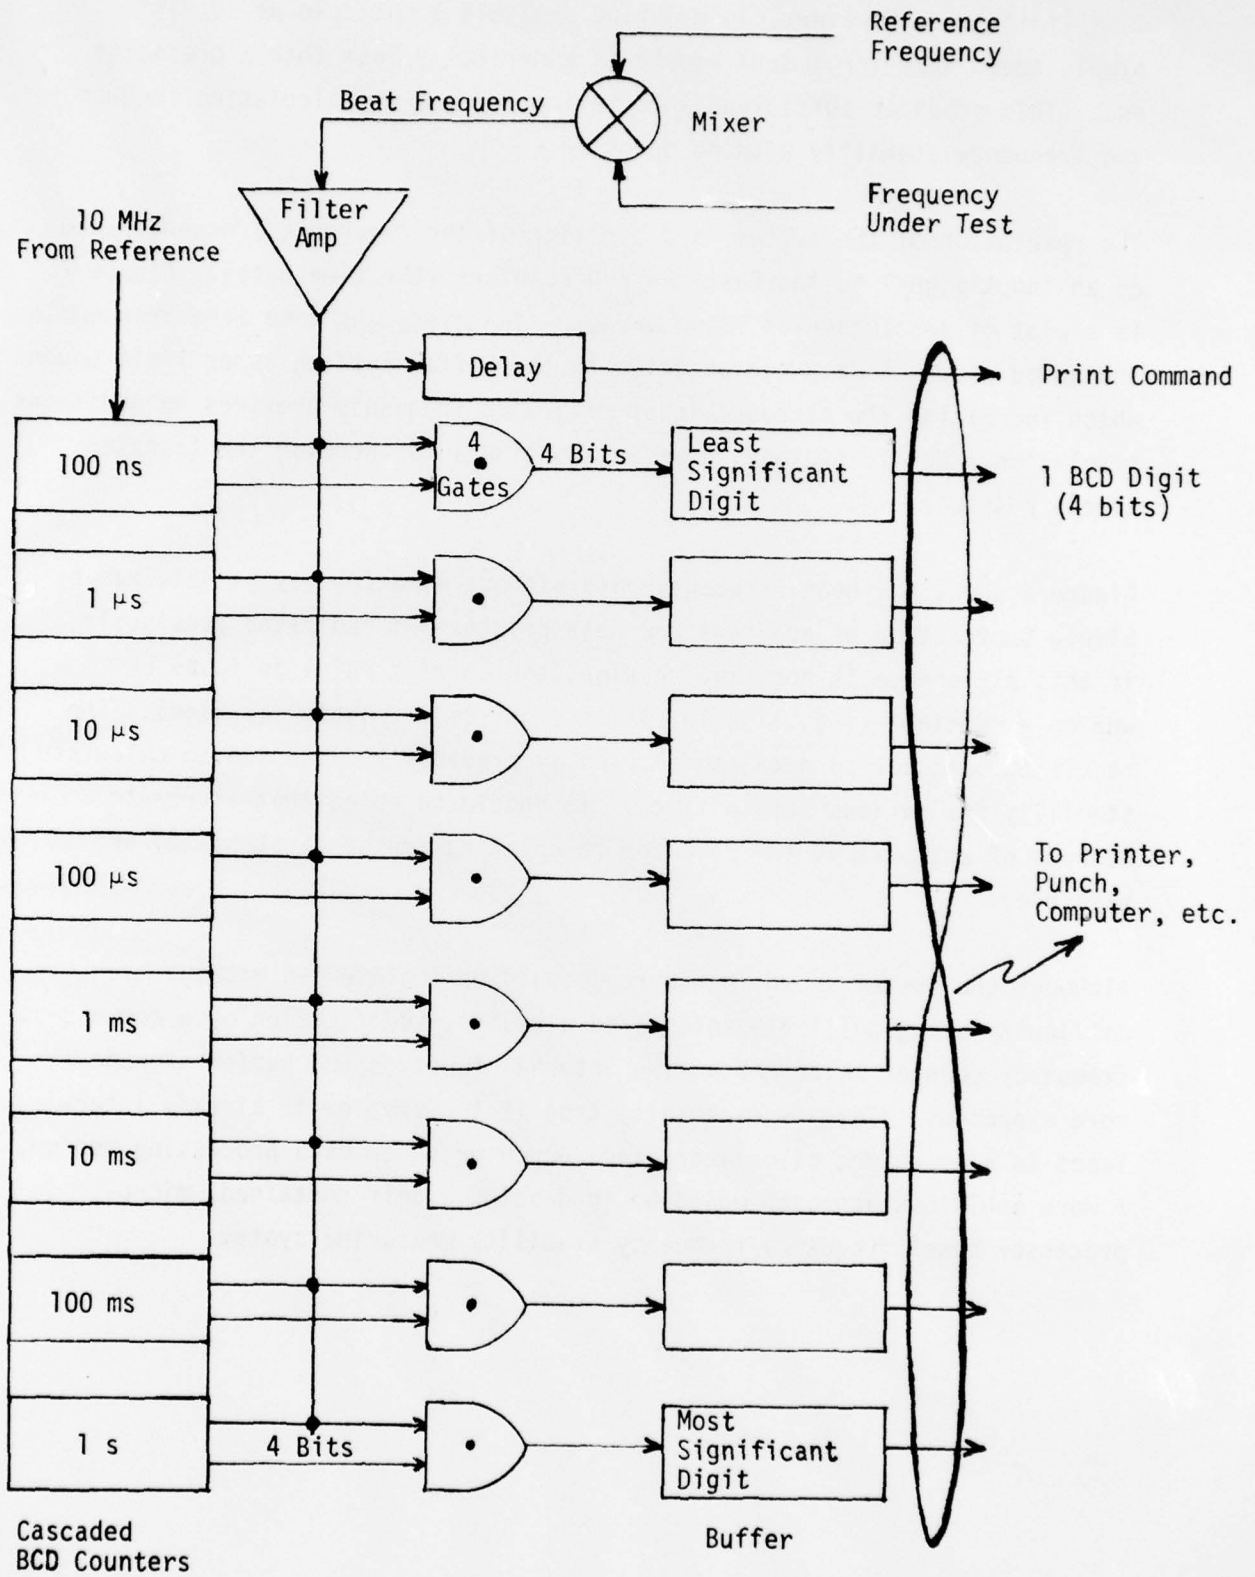 Reference
Frequency
Beat Frequency
Mixer
Frequency
Under Test
Filter
Amp
10 MHz
From Reference
Delay
Print Command
100 ns
4
Gates
4 Bits
Least
Significant
Digit
1 BCD Digit
(4 bits)
1 μs
10 μs
100 μs
To Printer,
Punch,
Computer, etc.
1 ms
10 ms
100 ms
1 s
4 Bits
Most
Significant
Digit
Cascaded
BCD Counters
Buffer